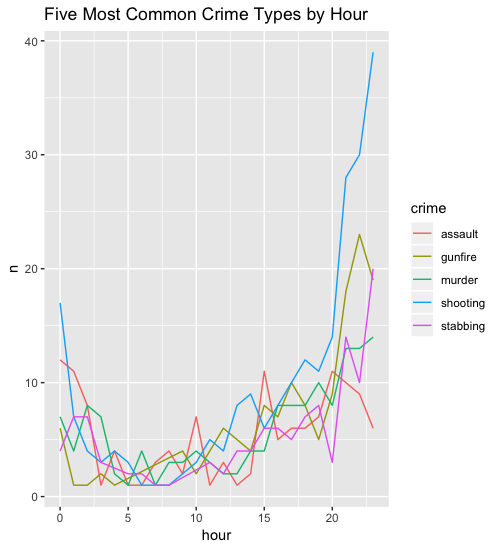 Five Most Common Crime Types by Hour
40
30
20
10
0
n
0 5 10 15 20
hour
crime
assault
gunfire
murder
shooting
stabbing